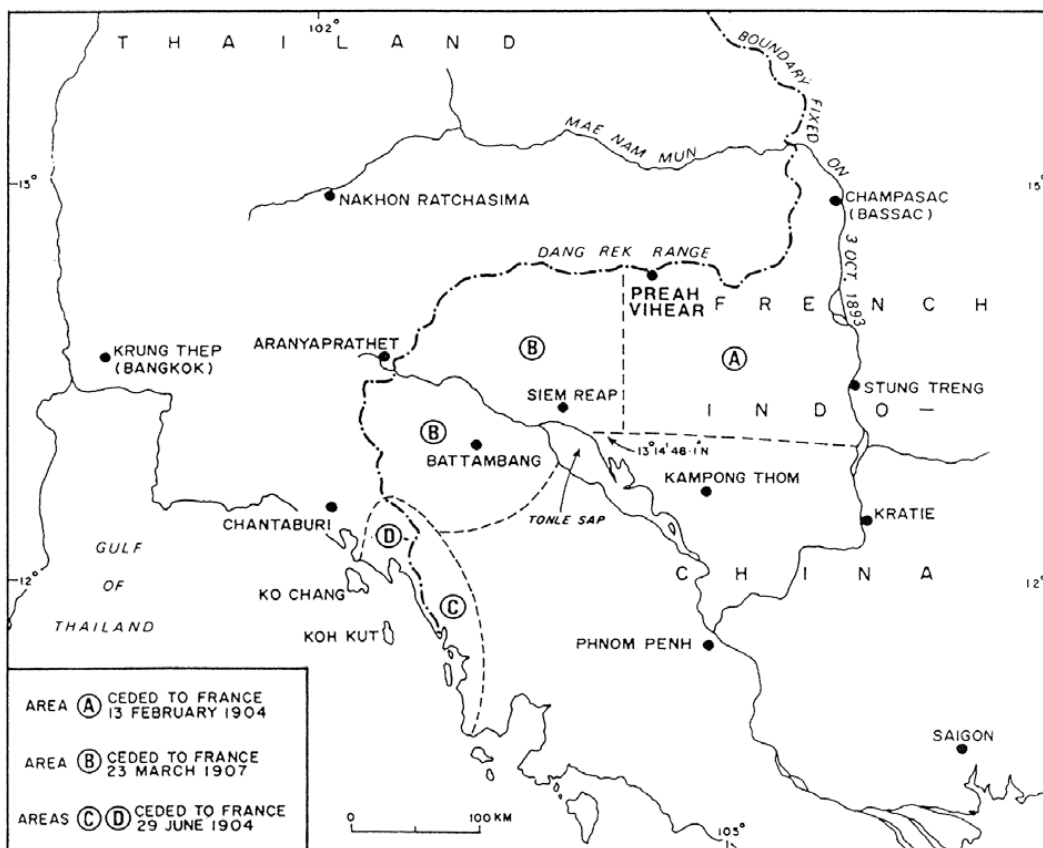 102°
T H A I L A N D
BOUNDARY FIXED ON 3 OCT. 1893
MAE NAM MUN
15°
15°
NAKHON RATCHASIMA
CHAMPASAC
(BASSAC)
DANG REK RANGE
PREAH
VIHEAR
F R E N C H
ARANYAPRATHET
KRUNG THEP
(BANGKOK)
B
A
SIEM REAP
STUNG TRENG
I N D O –
B
BATTAMBANG
13°14'48·1"N
KAMPONG THOM
TONLE SAP
CHANTABURI
KRATIE
D
GULF
OF
THAILAND
C H I N A
12°
12°
KO CHANG
C
KOH KUT
PHNOM PENH
AREA A CEDED TO FRANCE
13 FEBRUARY 1904
AREA B CEDED TO FRANCE
23 MARCH 1907
AREAS C D CEDED TO FRANCE
29 JUNE 1904
SAIGON
0 100 KM
105°